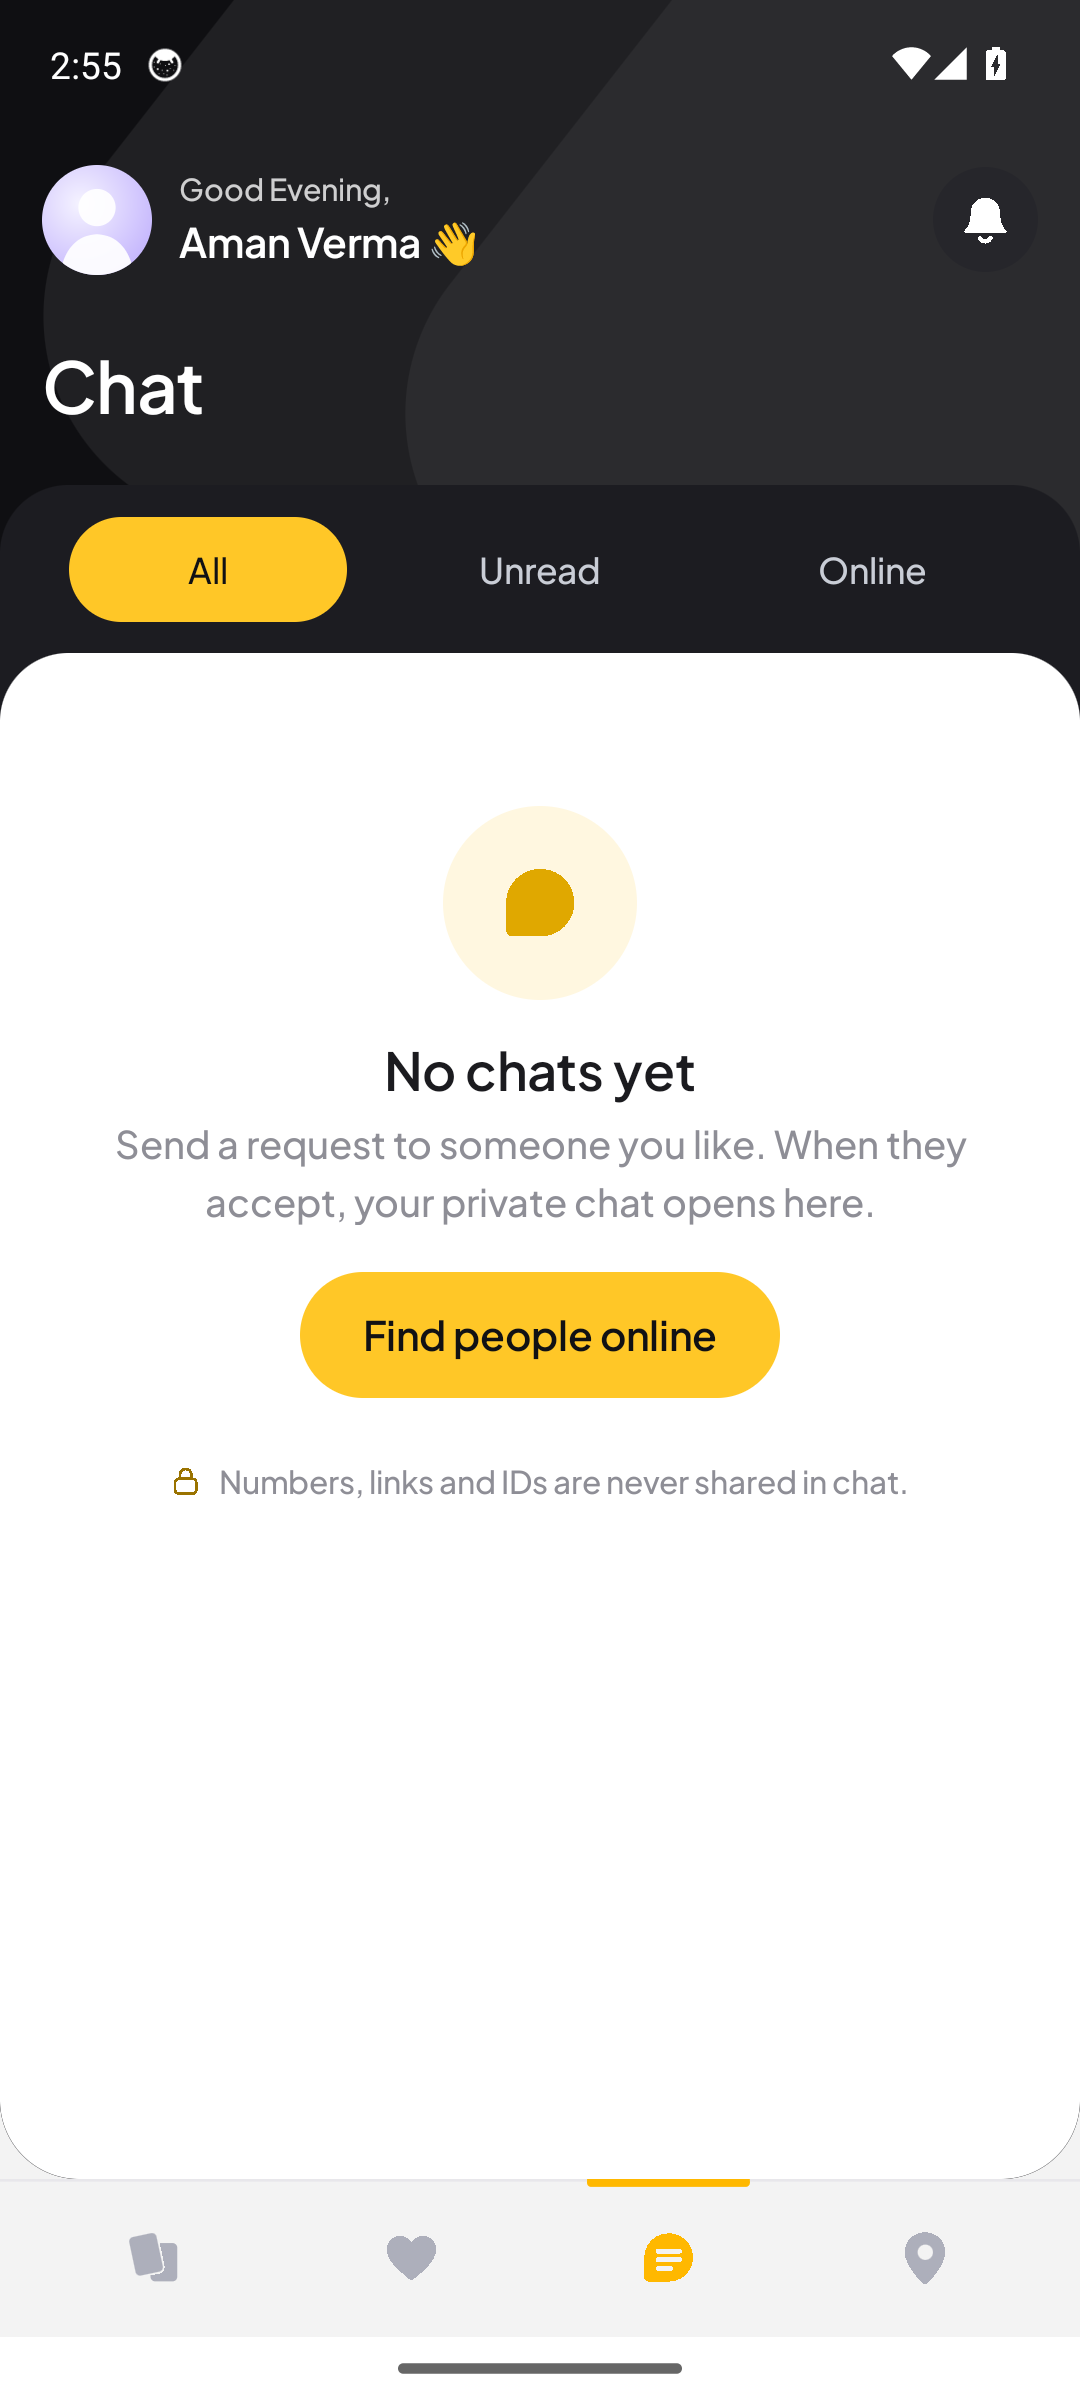 2:55
Good Evening,
Aman Verma 👋
Chat
All
Unread
Online
No chats yet
Send a request to someone you like. When they
accept, your private chat opens here.
Find people online
Numbers, links and IDs are never shared in chat.